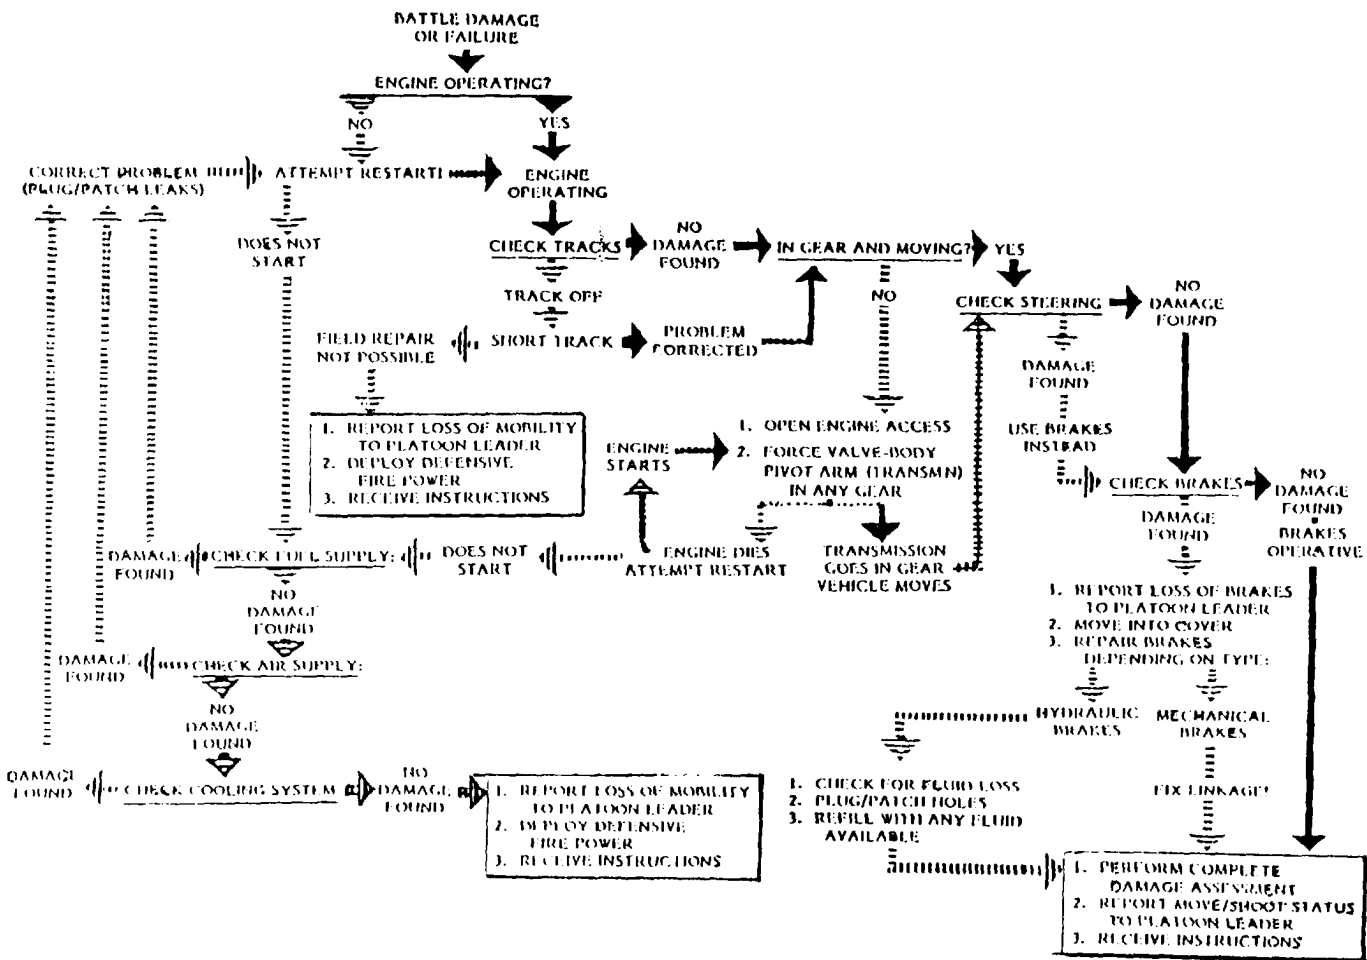 BATTLE DAMAGE
OR FAILURE
ENGINE OPERATING?
NO
YES
CORRECT PROBLEM
(PLUG/PATCH LEAKS)
ATTEMPT RESTART!
ENGINE
OPERATING
DOES NOT
START
CHECK TRACKS
NO
DAMAGE
FOUND
IN GEAR AND MOVING?
YES
TRACK OFF
NO
CHECK STEERING
NO
DAMAGE
FOUND
FIELD REPAIR
NOT POSSIBLE
SHORT TRACK
PROBLEM
CORRECTED
DAMAGE
FOUND
1. REPORT LOSS OF MOBILITY
TO PLATOON LEADER
2. DEPLOY DEFENSIVE
FIRE POWER
3. RECEIVE INSTRUCTIONS
ENGINE
STARTS
1. OPEN ENGINE ACCESS
2. FORCE VALVE-BODY
PIVOT ARM (TRANSMN)
IN ANY GEAR
USE BRAKES
INSTEAD
CHECK BRAKES
NO
DAMAGE
FOUND
BRAKES
OPERATIVE
DAMAGE
FOUND
DAMAGE
FOUND
CHECK FUEL SUPPLY:
DOES NOT
START
ENGINE DIES
ATTEMPT RESTART
TRANSMISSION
GOES IN GEAR
VEHICLE MOVES
NO
DAMAGE
FOUND
1. REPORT LOSS OF BRAKES
TO PLATOON LEADER
2. MOVE INTO COVER
3. REPAIR BRAKES
DEPENDING ON TYPE:
DAMAGE
FOUND
CHECK AIR SUPPLY:
NO
DAMAGE
FOUND
HYDRAULIC
BRAKES
MECHANICAL
BRAKES
DAMAGE
FOUND
CHECK COOLING SYSTEM
NO
DAMAGE
FOUND
1. REPORT LOSS OF MOBILITY
TO PLATOON LEADER
2. DEPLOY DEFENSIVE
FIRE POWER
3. RECEIVE INSTRUCTIONS
1. CHECK FOR FLUID LOSS
2. PLUG/PATCH HOLES
3. REFILL WITH ANY FLUID
AVAILABLE
FIX LINKAGE!
1. PERFORM COMPLETE
DAMAGE ASSESSMENT
2. REPORT MOVE/SHOOT STATUS
TO PLATOON LEADER
3. RECEIVE INSTRUCTIONS